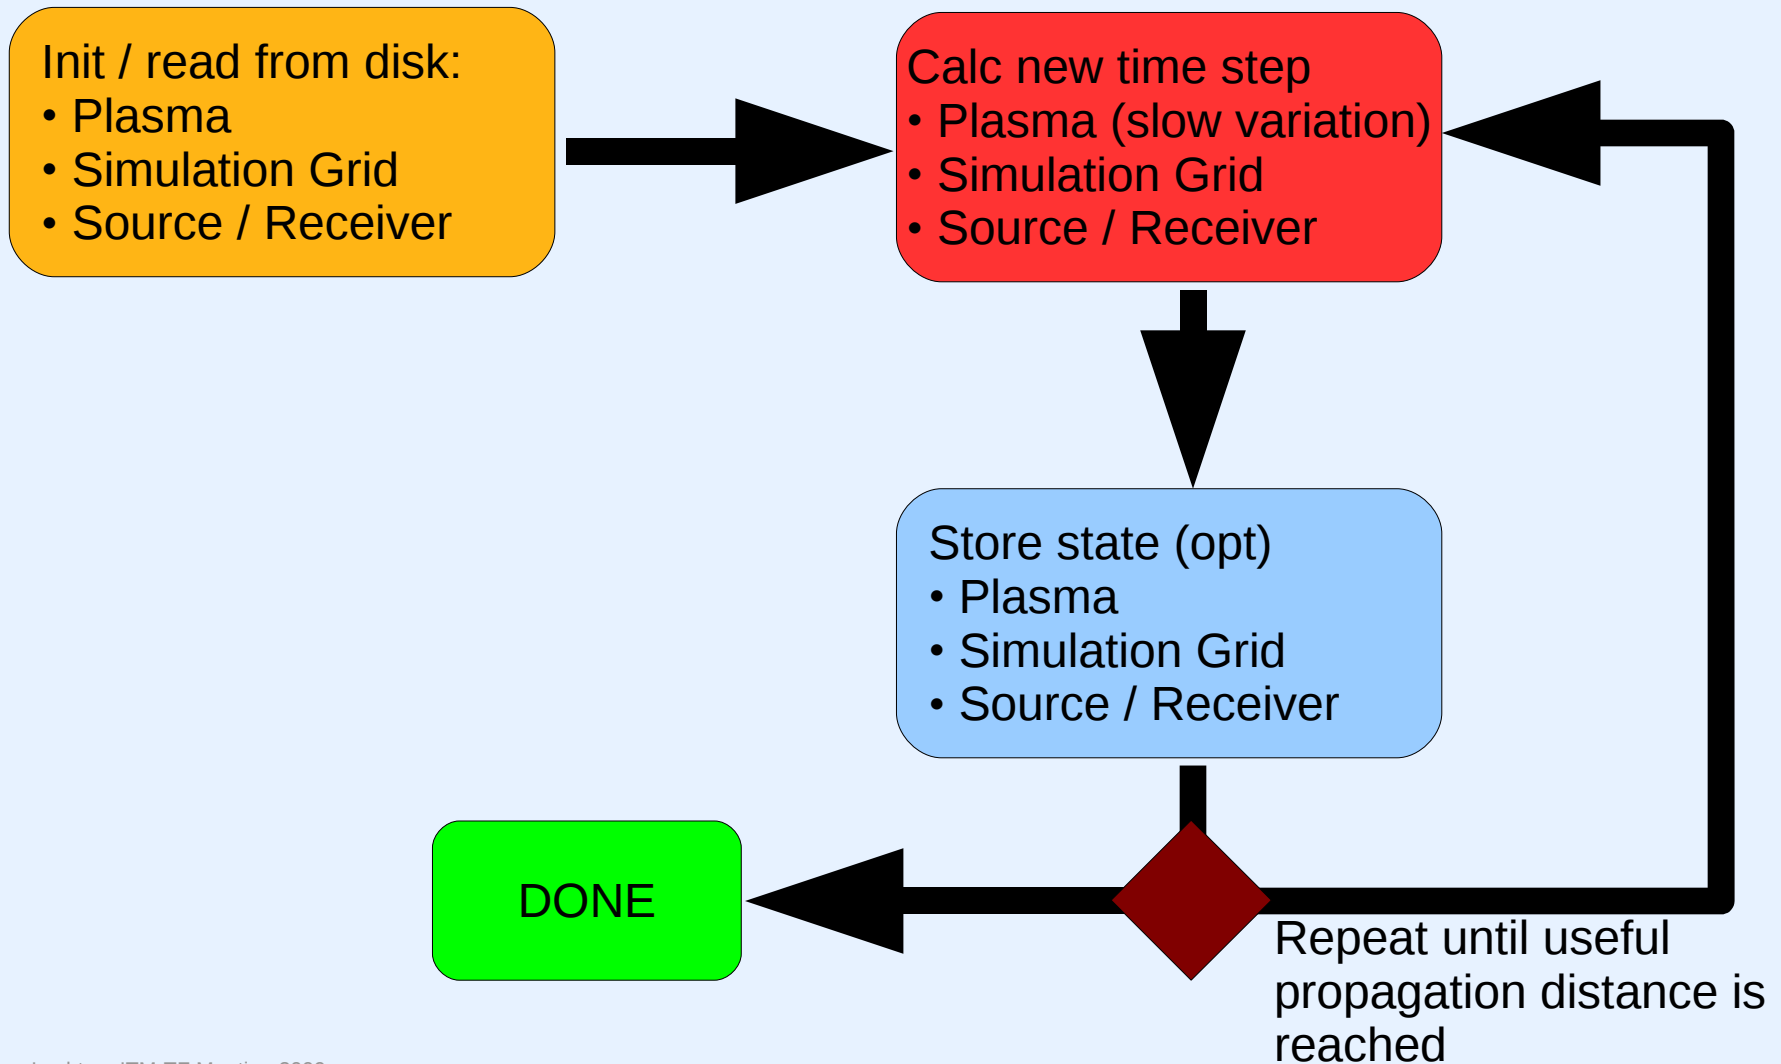 Init / read from disk:
• Plasma
• Simulation Grid
• Source / Receiver
Calc new time step
• Plasma (slow variation)
• Simulation Grid
• Source / Receiver
Store state (opt)
• Plasma
• Simulation Grid
• Source / Receiver
DONE
Repeat until useful
propagation distance is
reached